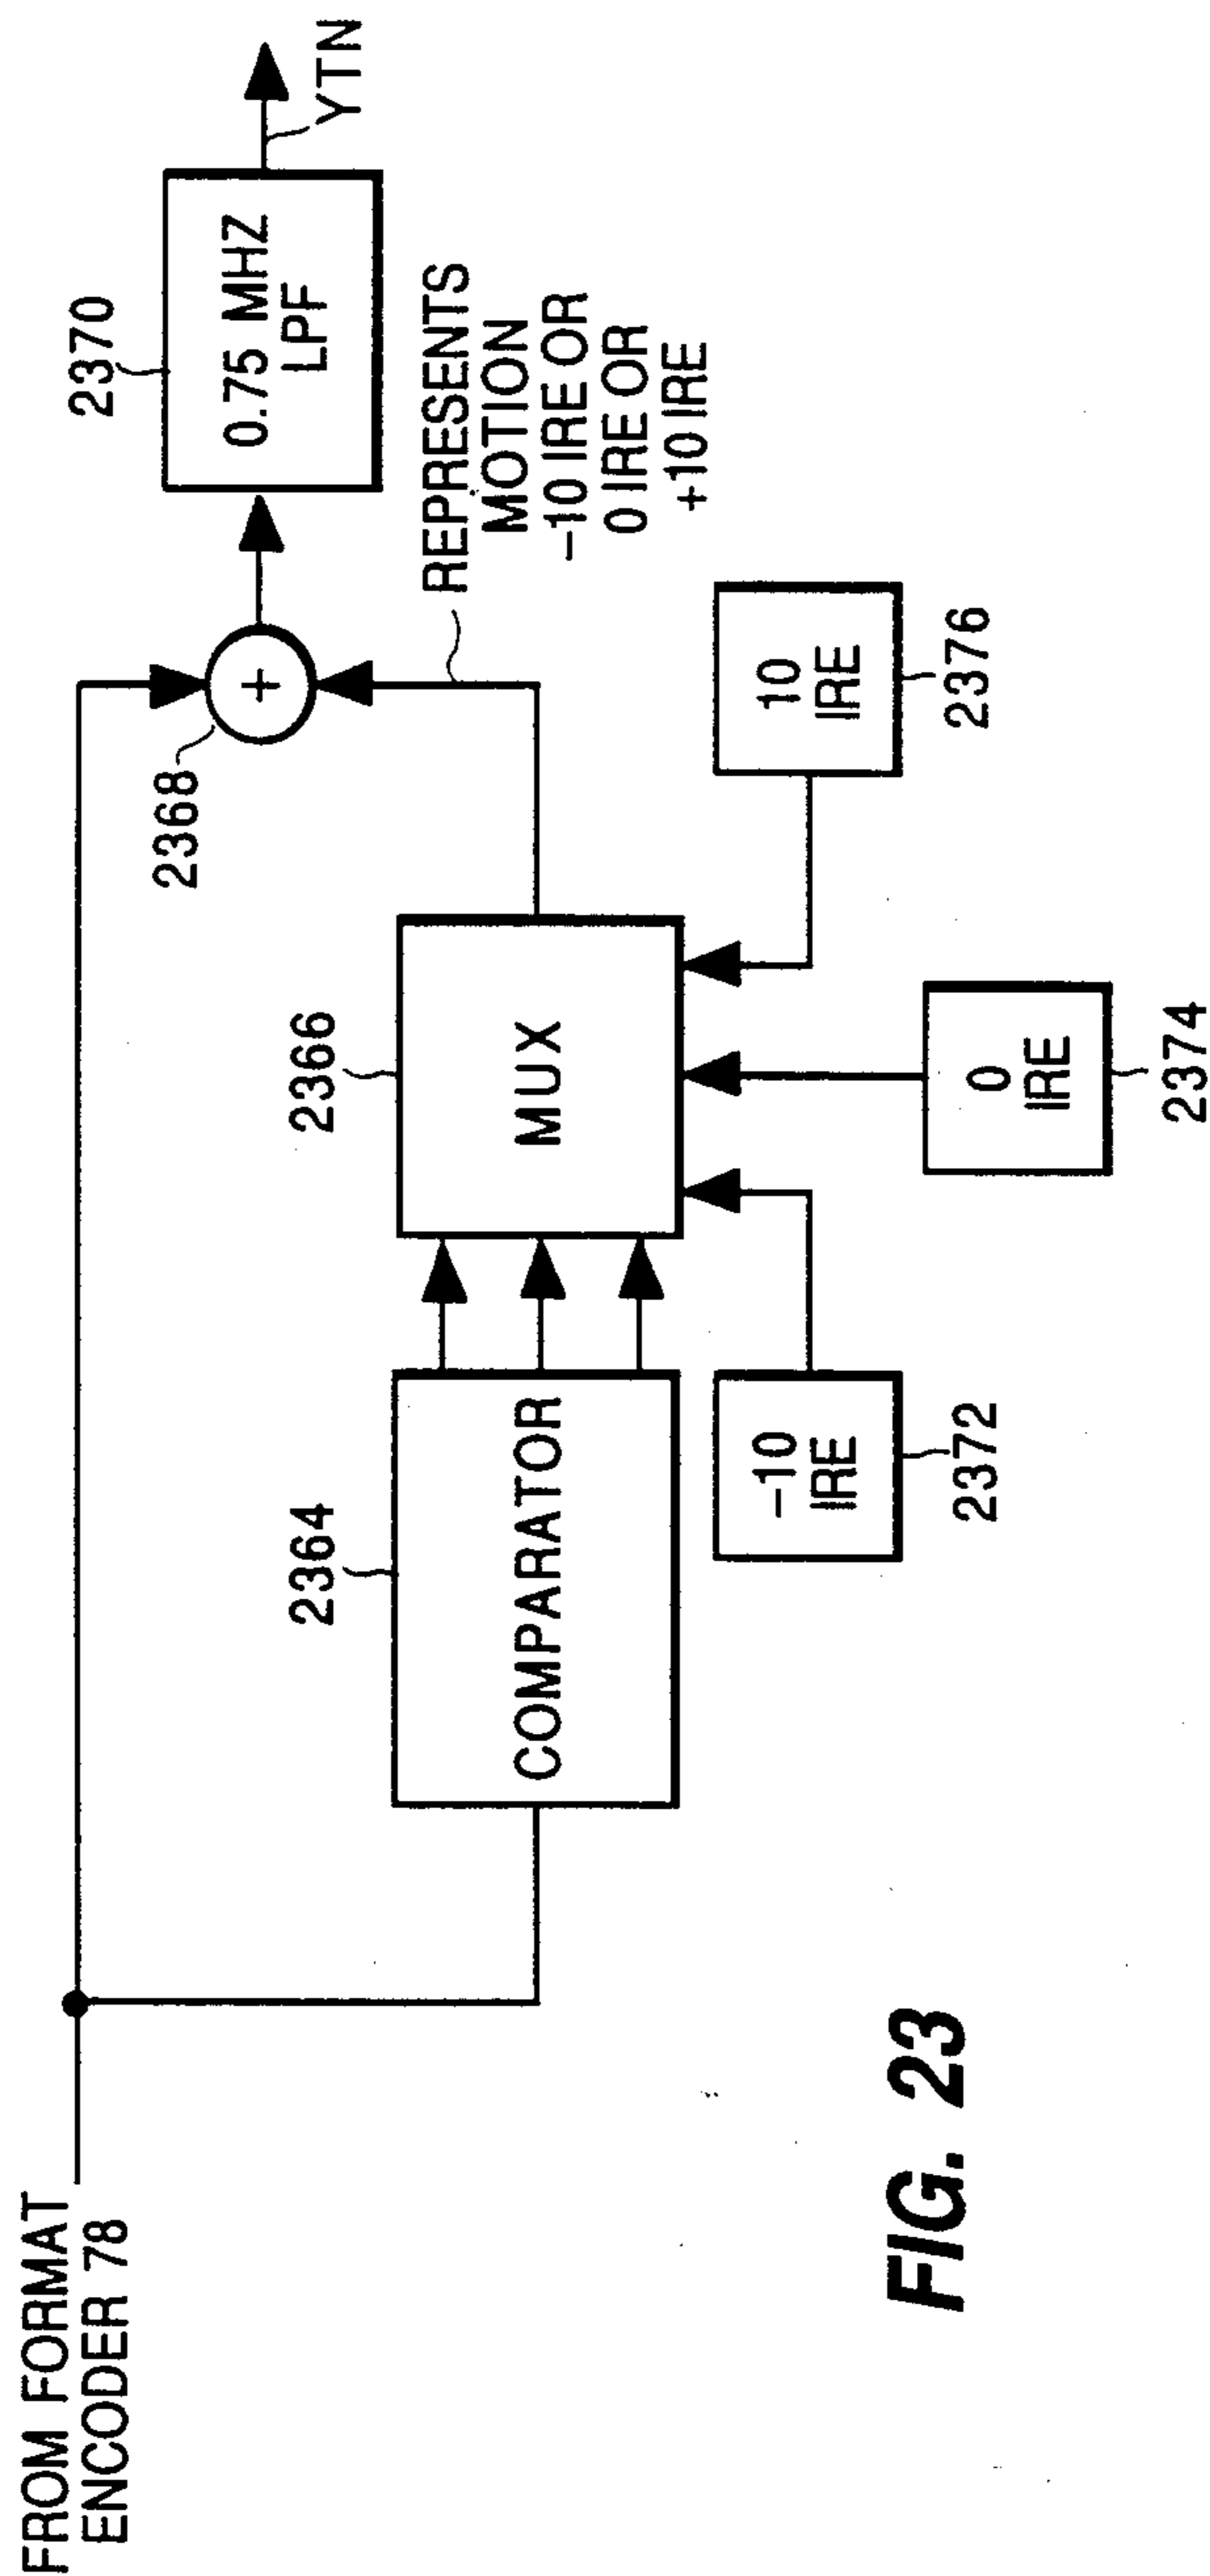 FROM FORMAT
ENCODER 78
2364
COMPARATOR
2366
MUX
2368
+
2370
0.75 MHZ
LPF
YTN
REPRESENTS
MOTION
-10 IRE OR
0 IRE OR
+10 IRE
-10
IRE
2372
0
IRE
2374
10
IRE
2376
FIG. 23